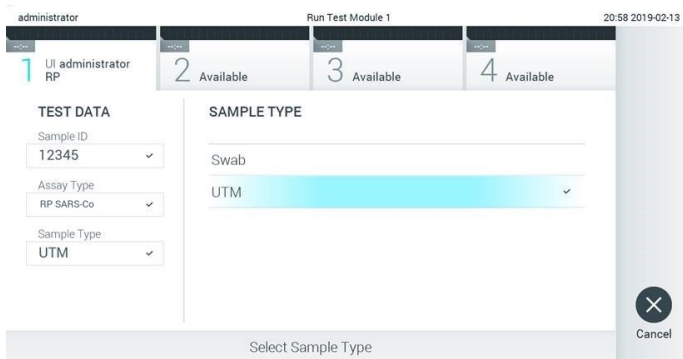 administrator
Run Test Module 1
20:58 2019-02-13
--:--
--:--
--:--
--:--
1 UI administrator
RP
2 Available
3 Available
4 Available
TEST DATA
Sample ID
12345
Assay Type
RP SARS-Co
Sample Type
UTM
SAMPLE TYPE
Swab
UTM
Cancel
Select Sample Type